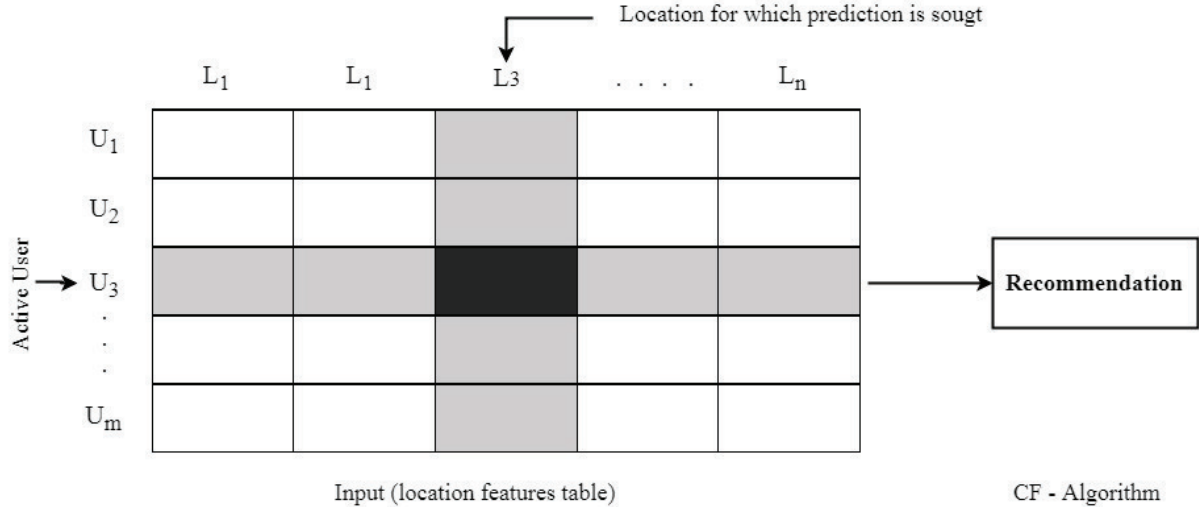 Location for which prediction is sougt
L1 L1 L3 . . . . Ln
U1
U2
Active User
U3
.
.
.
Um
Recommendation
Input (location features table)
CF - Algorithm